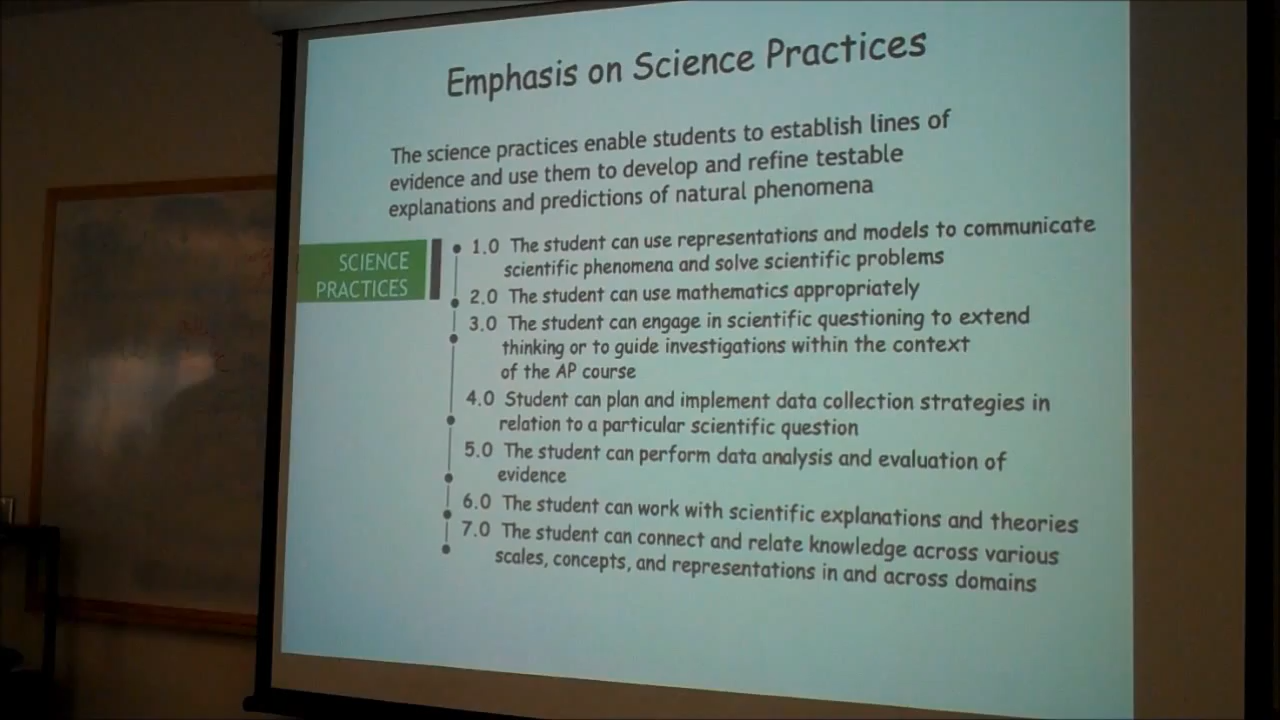 Emphasis on Science Practices
The science practices enable students to establish lines of
evidence and use them to develop and refine testable
explanations and predictions of natural phenomena
SCIENCE
PRACTICES
1.0 The student can use representations and models to communicate
scientific phenomena and solve scientific problems
2.0 The student can use mathematics appropriately
3.0 The student can engage in scientific questioning to extend
thinking or to guide investigations within the context
of the AP course
4.0 Student can plan and implement data collection strategies in
relation to a particular scientific question
5.0 The student can perform data analysis and evaluation of
evidence
6.0 The student can work with scientific explanations and theories
7.0 The student can connect and relate knowledge across various
scales, concepts, and representations in and across domains